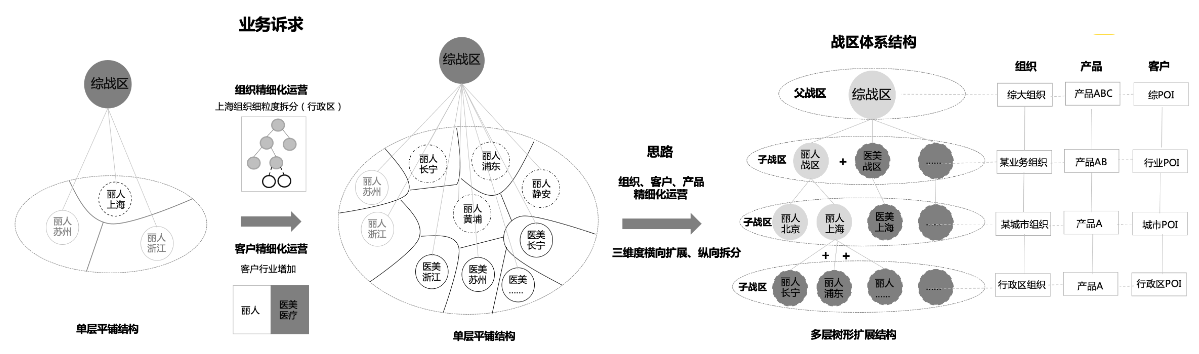 业务诉求
综战区
丽人
苏州
丽人
上海
丽人
浙江
单层平铺结构
组织精细化运营
上海组织细粒度拆分（行政区）
客户精细化运营
客户行业增加
丽人
医美
医疗
综战区
丽人
苏州
丽人
长宁
丽人
浦东
丽人
静安
丽人
浙江
丽人
黄埔
医美
长宁
医美
浙江
医美
苏州
医美
......
单层平铺结构
思路
组织、客户、产品
精细化运营
三维度横向扩展、纵向拆分
战区体系结构
父战区
综战区
子战区
丽人
战区
+
医美
战区
......
子战区
丽人
北京
丽人
上海
医美
上海
......
+ +
子战区
丽人
长宁
丽人
浦东
丽人
......
......
多层树形扩展结构
组织 产品 客户
综大组织 产品ABC 综POI
某业务组织 产品AB 行业POI
某城市组织 产品A 城市POI
行政区组织 产品A 行政区POI